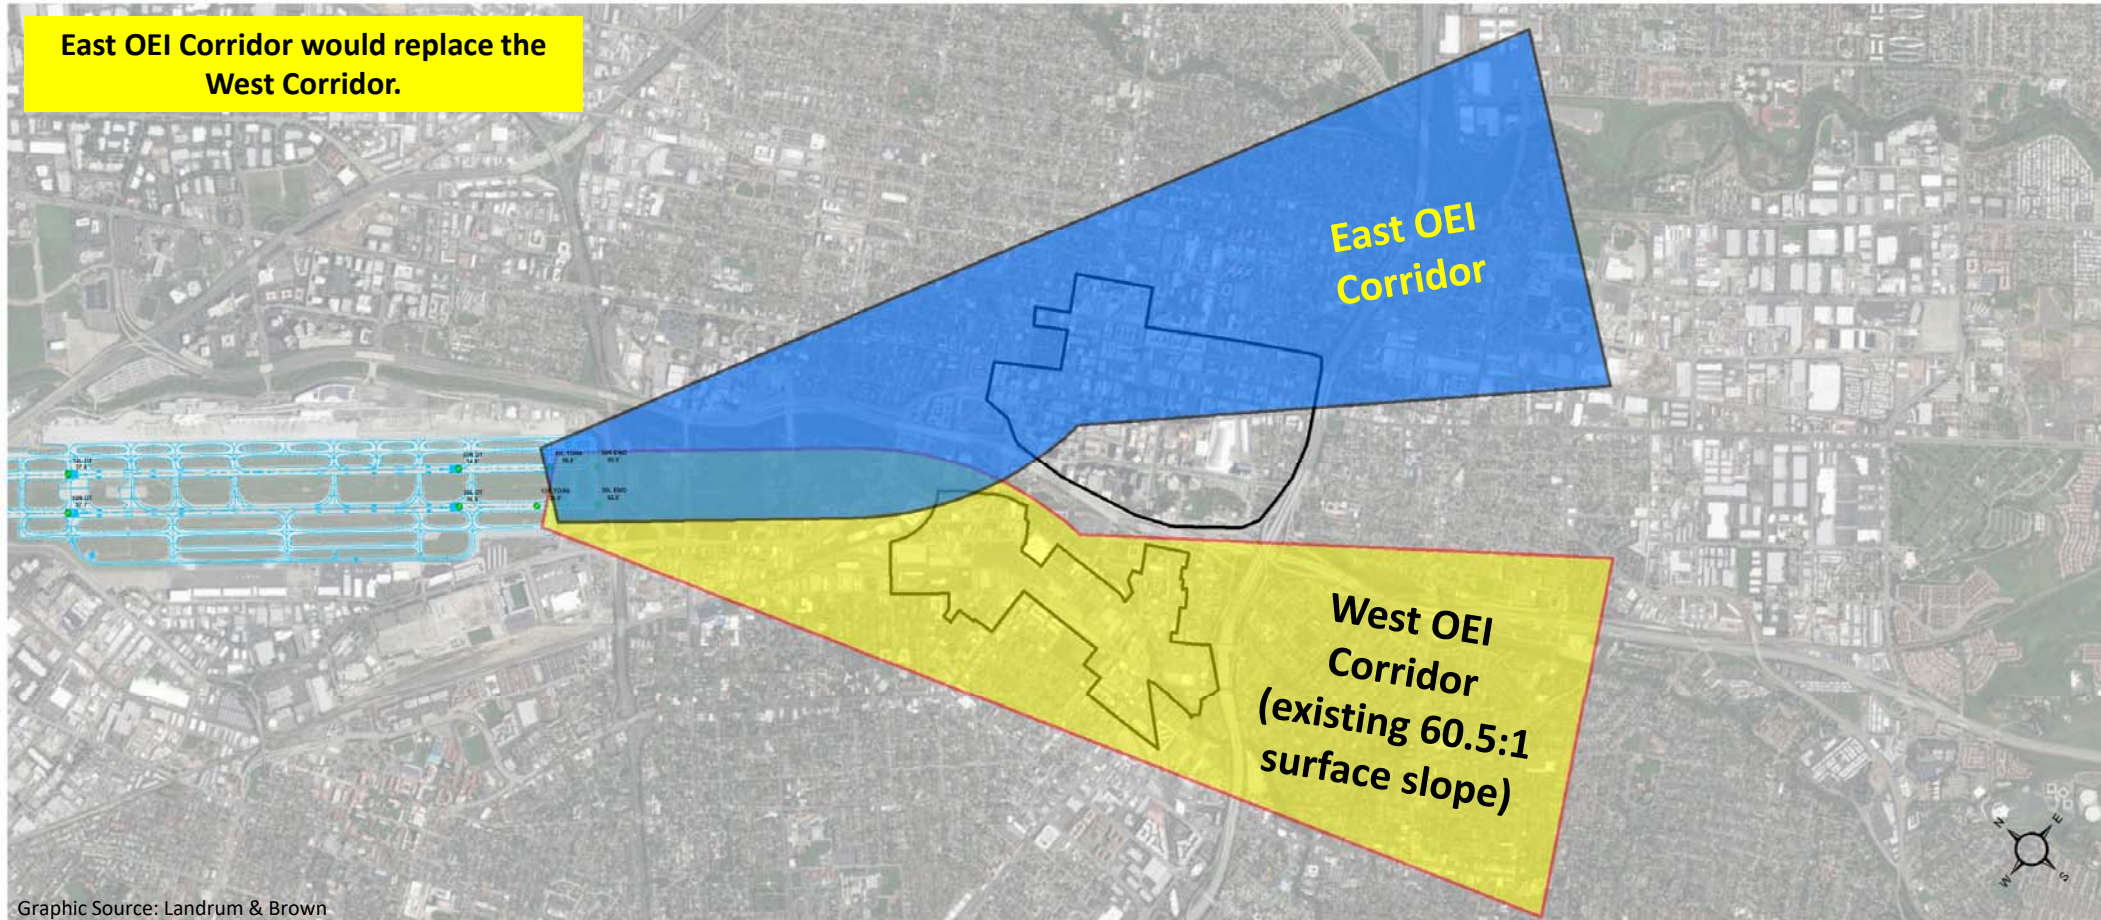 East OEI Corridor would replace the
West Corridor.
East OEI
Corridor
West OEI
Corridor
(existing 60.5:1
surface slope)
N
E
W
S
Graphic Source: Landrum & Brown